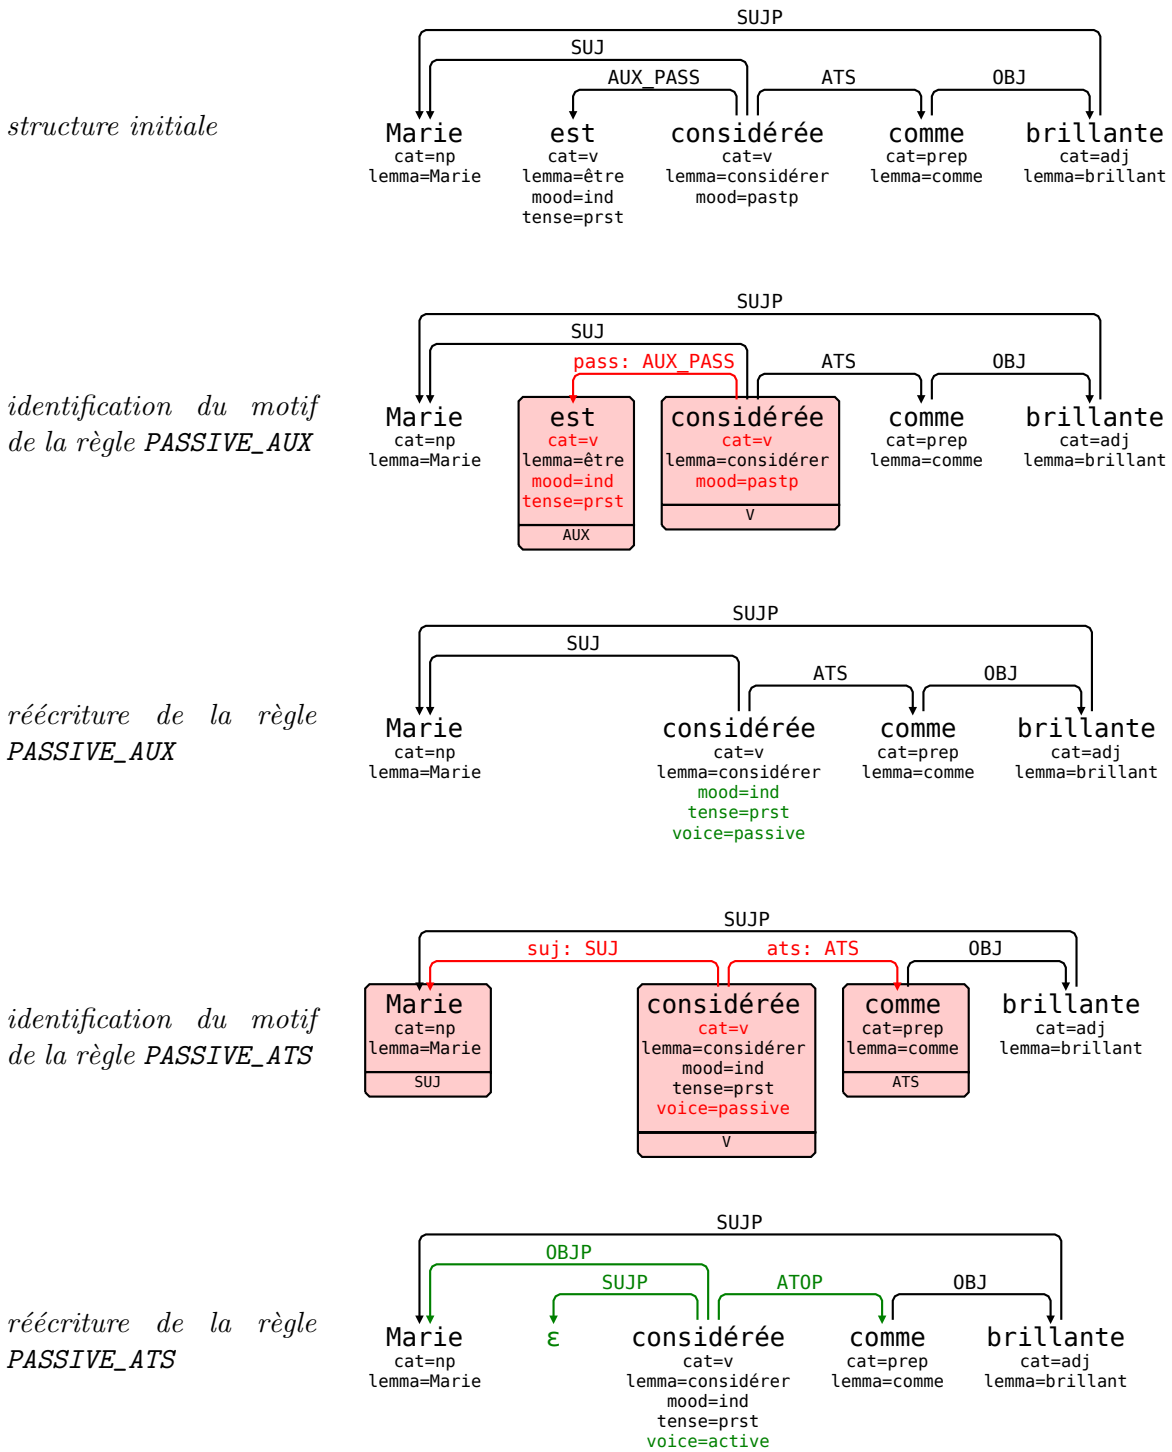 SUJP
SUJ
AUX_PASS ATS OBJ
structure initiale
Marie est considérée comme brillante
cat=np cat=v cat=v cat=prep cat=adj
lemma=Marie lemma=être lemma=considérer lemma=comme lemma=brillant
mood=ind mood=pastp
tense=prst
SUJP
SUJ
pass: AUX_PASS ATS OBJ
identification du motif
de la règle PASSIVE_AUX
Marie est considérée comme brillante
cat=np cat=v cat=v cat=prep cat=adj
lemma=Marie lemma=être lemma=considérer lemma=comme lemma=brillant
mood=ind mood=pastp
tense=prst
V
AUX
SUJP
SUJ
ATS OBJ
réécriture de la règle
PASSIVE_AUX
Marie considérée comme brillante
cat=np cat=v cat=prep cat=adj
lemma=Marie lemma=considérer lemma=comme lemma=brillant
mood=ind
tense=prst
voice=passive
SUJP
suj: SUJ ats: ATS OBJ
identification du motif
de la règle PASSIVE_ATS
Marie considérée comme brillante
cat=np cat=v cat=prep cat=adj
lemma=Marie lemma=considérer lemma=comme lemma=brillant
mood=ind
SUJ tense=prst ATS
voice=passive
V
SUJP
OBJP
SUJP ATOP OBJ
réécriture de la règle
PASSIVE_ATS
Marie ε considérée comme brillante
cat=np cat=v cat=prep cat=adj
lemma=Marie lemma=considérer lemma=comme lemma=brillant
mood=ind
tense=prst
voice=active